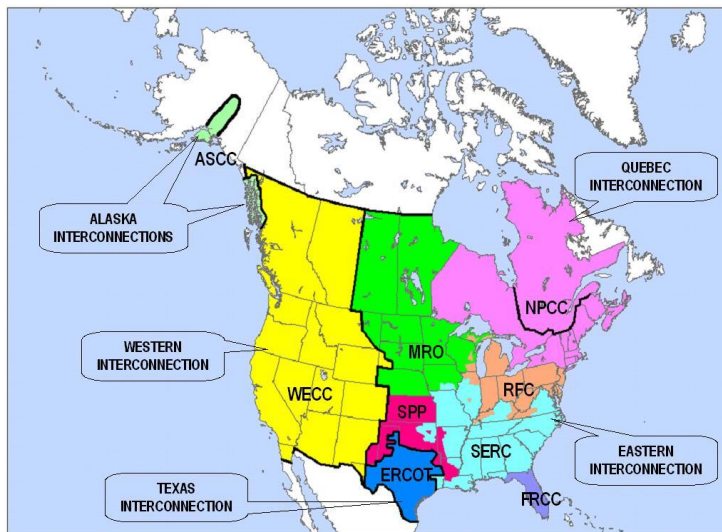 QUEBEC
INTERCONNECTION
ASCC
ALASKA
INTERCONNECTIONS
NPCC
WESTERN
INTERCONNECTION
MRO
WECC
RFC
SPP
SERC
EASTERN
INTERCONNECTION
ERCOT
TEXAS
INTERCONNECTION
FRCC